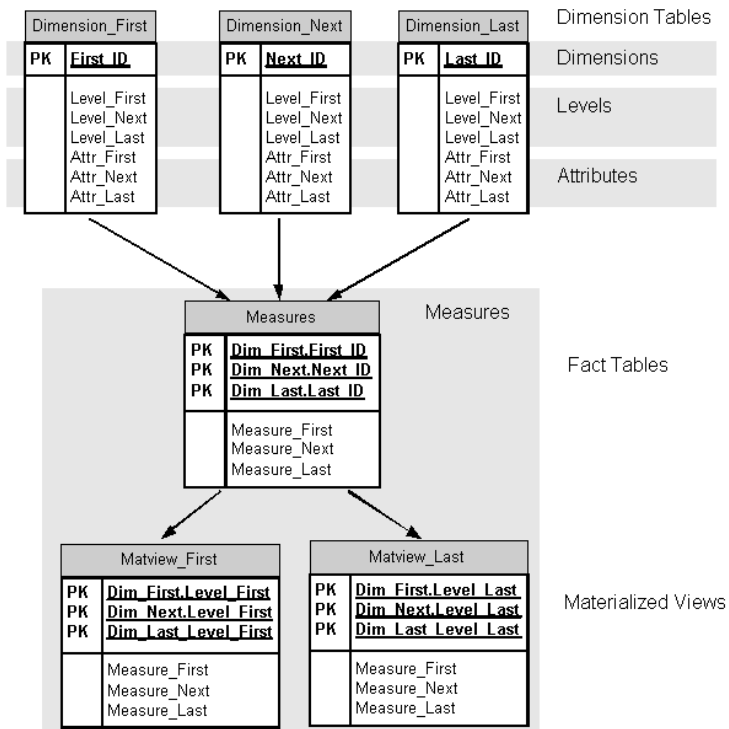 Dimension_First
Dimension_Next
Dimension_Last
Dimension Tables
PK First_ID
PK Next_ID
PK Last_ID
Dimensions
Level_First
Level_Next
Level_Last
Attr_First
Attr_Next
Attr_Last
Level_First
Level_Next
Level_Last
Attr_First
Attr_Next
Attr_Last
Level_First
Level_Next
Level_Last
Attr_First
Attr_Next
Attr_Last
Levels
Attributes
Measures
Measures
PK Dim_First.First_ID
PK Dim_Next.Next_ID
PK Dim_Last.Last_ID
Measure_First
Measure_Next
Measure_Last
Fact Tables
Matview_First
PK Dim_First.Level_First
PK Dim_Next.Level_First
PK Dim_Last_Level_First
Measure_First
Measure_Next
Measure_Last
Matview_Last
PK Dim_First.Level_Last
PK Dim_Next.Level_Last
PK Dim_Last_Level_Last
Measure_First
Measure_Next
Measure_Last
Materialized Views